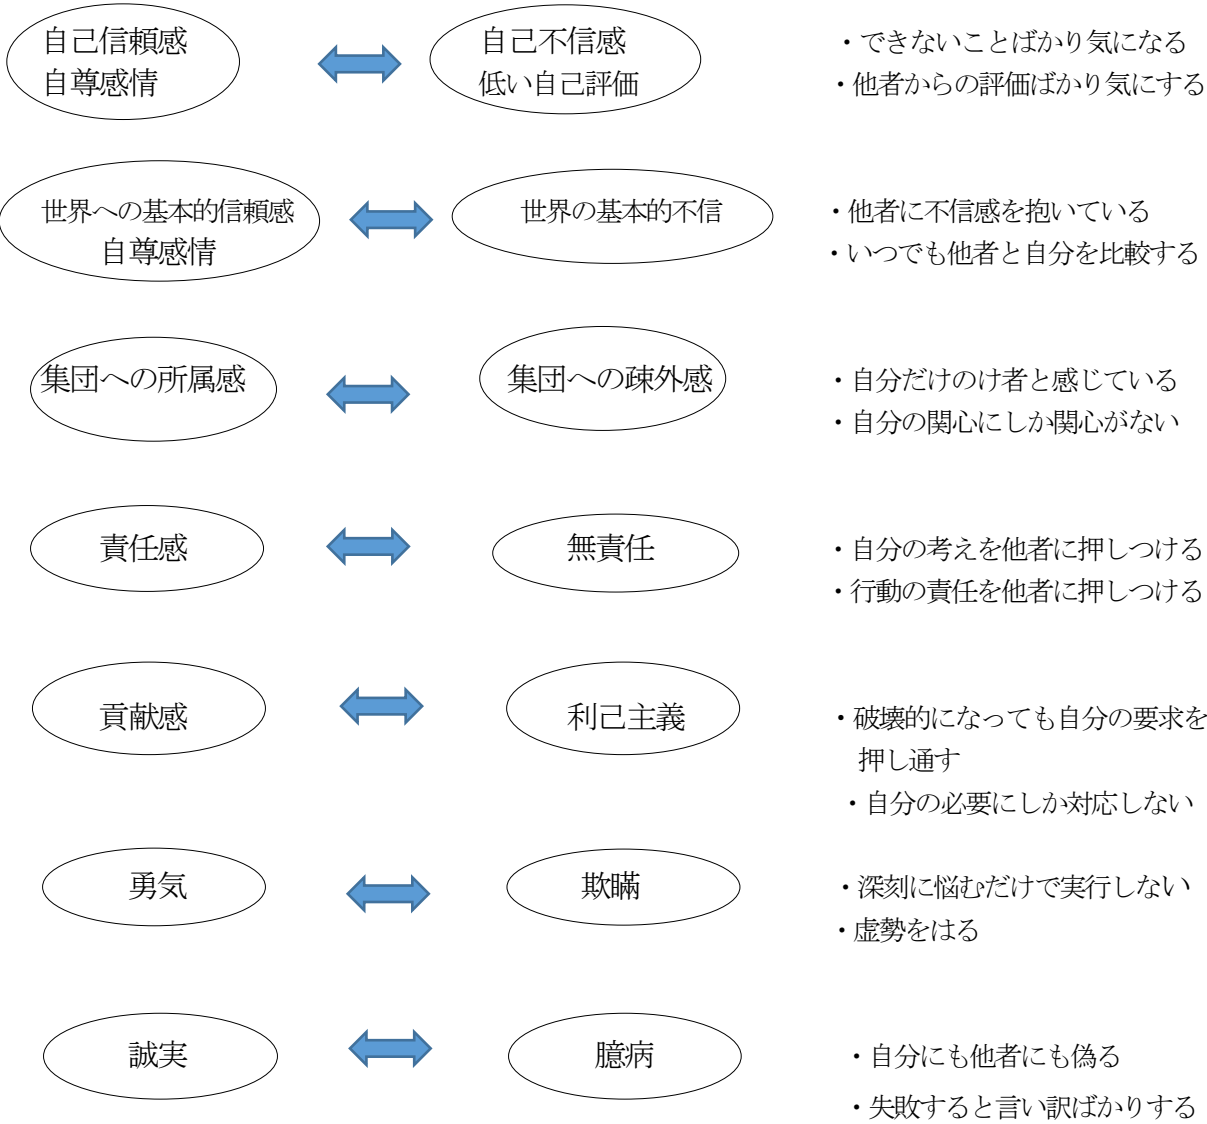 自己信頼感
自尊感情
自己不信感
低い自己評価
・できないことばかり気になる
・他者からの評価ばかり気にする
世界への基本的信頼感
自尊感情
世界の基本的不信
・他者に不信感を抱いている
・いつでも他者と自分を比較する
集団への所属感
集団への疎外感
・自分だけのけ者と感じている
・自分の関心にしか関心がない
責任感
無責任
・自分の考えを他者に押しつける
・行動の責任を他者に押しつける
貢献感
利己主義
・破壊的になっても自分の要求を
押し通す
・自分の必要にしか対応しない
勇気
欺瞞
・深刻に悩むだけで実行しない
・虚勢をはる
誠実
臆病
・自分にも他者にも偽る
・失敗すると言い訳ばかりする